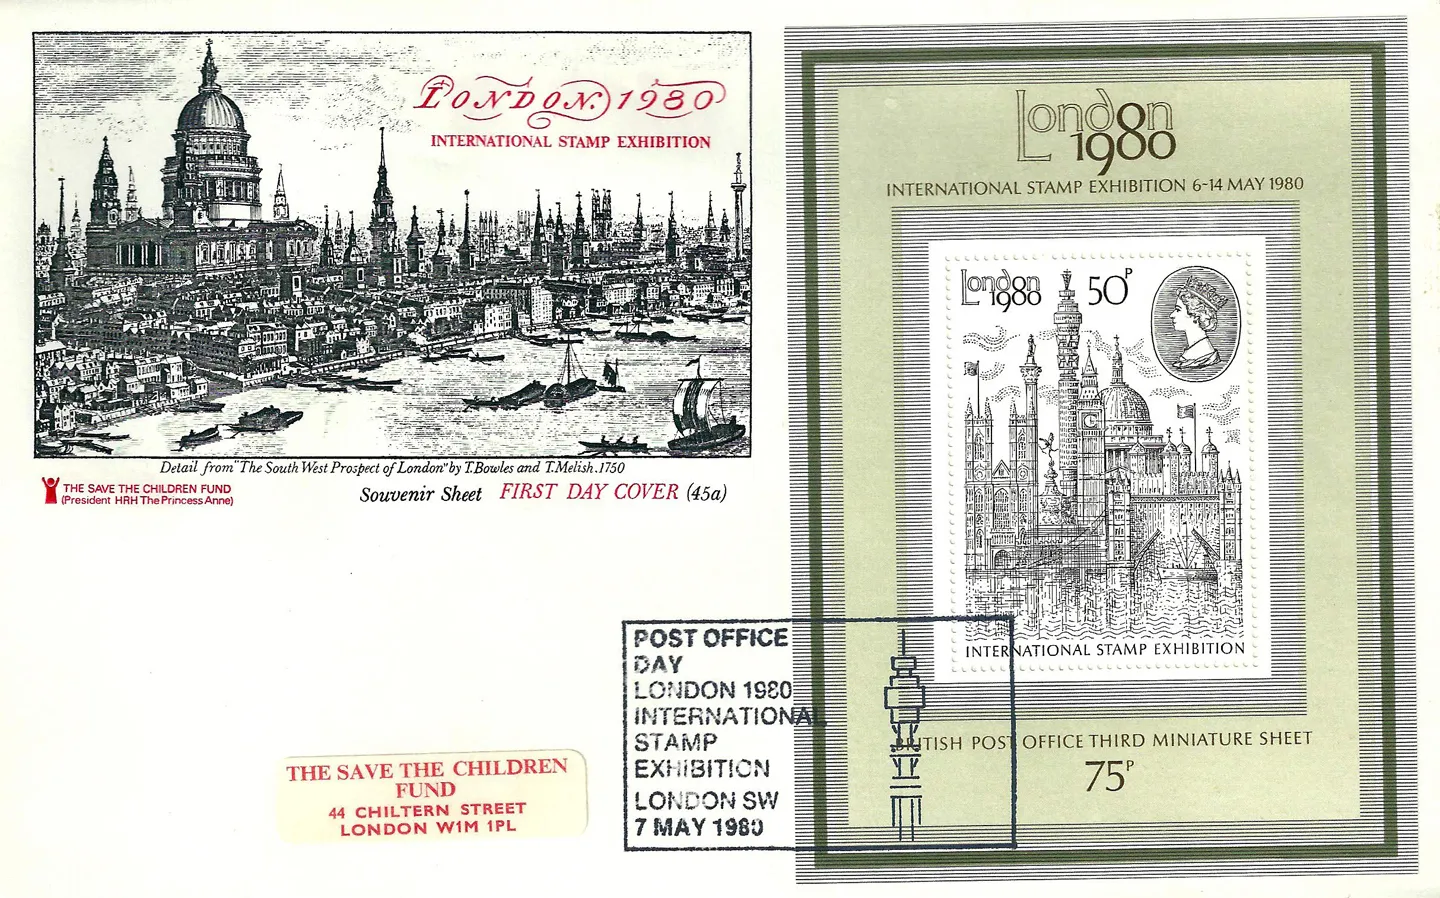 LONDON. 1980
INTERNATIONAL STAMP EXHIBITION
Detail from "The South West Prospect of London" by T.Bowles and T.Melish.1750
THE SAVE THE CHILDREN FUND
(President HRH The Princess Anne)
Souvenir Sheet FIRST DAY COVER (45a)
London
1980
INTERNATIONAL STAMP EXHIBITION 6-14 MAY 1980
London
1980
50P
INTERNATIONAL STAMP EXHIBITION
BRITISH POST OFFICE THIRD MINIATURE SHEET
75P
POST OFFICE
DAY
LONDON 1980
INTERNATIONAL
STAMP
EXHIBITION
LONDON SW
7 MAY 1980
THE SAVE THE CHILDREN
FUND
44 CHILTERN STREET
LONDON W1M 1PL